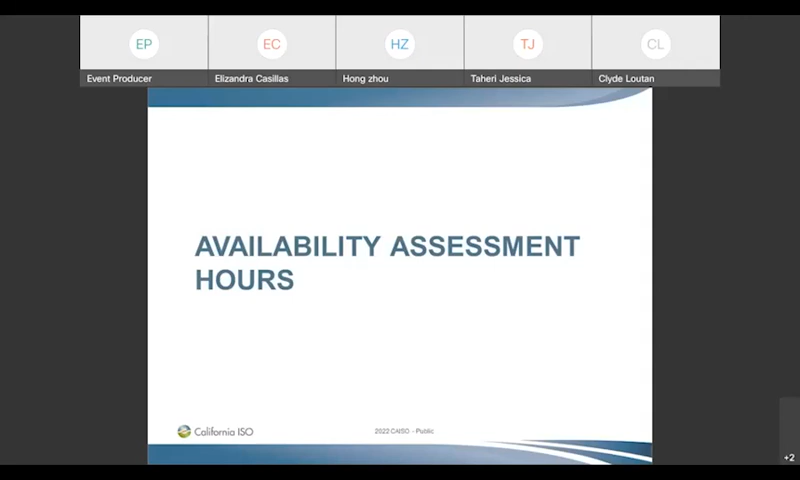 EP
EC
HZ
TJ
CL
Event Producer
Elizandra Casillas
Hong zhou
Taheri Jessica
Clyde Loutan
AVAILABILITY ASSESSMENT
HOURS
California ISO
2022 CAISO - Public
+2